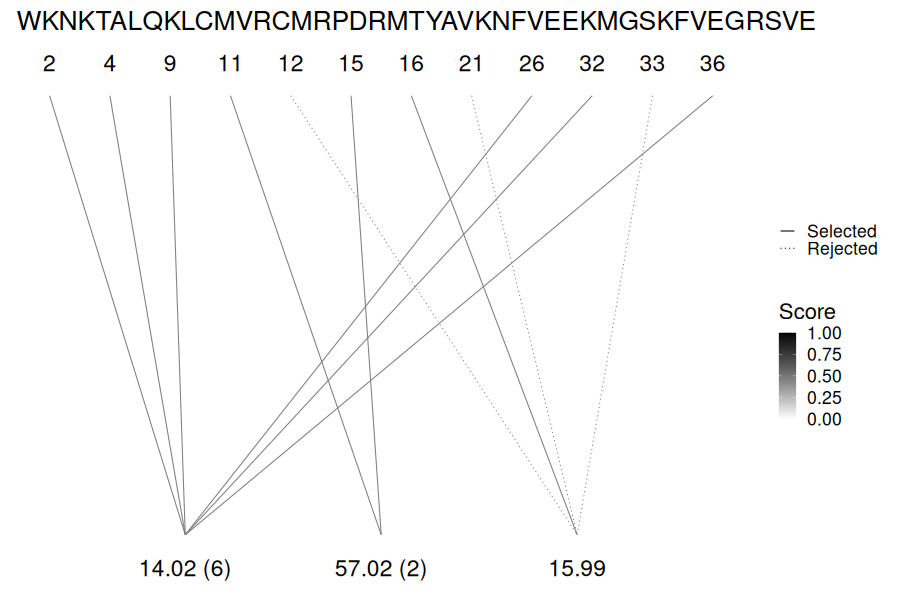 WKNKTALQKLCMVRCMRPDRMTYAVKNFVEEKMGSKFVEGRSVE
2 4 9 11 12 15 16 21 26 32 33 36
Selected
Rejected
Score
1.00
0.75
0.50
0.25
0.00
14.02 (6) 57.02 (2) 15.99